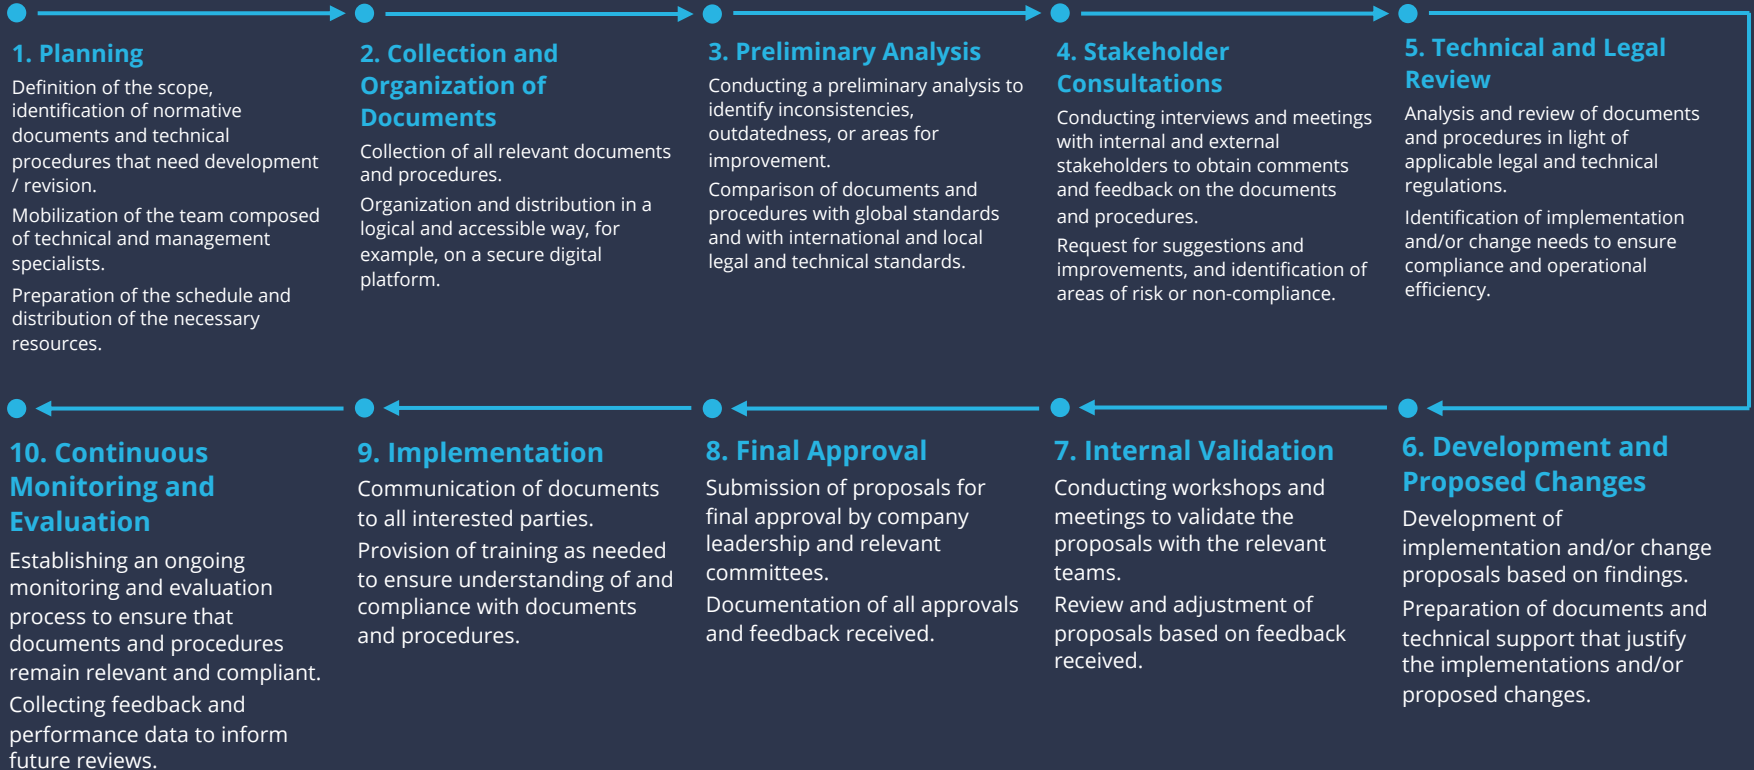 1. Planning
Definition of the scope,
identification of normative
documents and technical
procedures that need development
/ revision.
Mobilization of the team composed
of technical and management
specialists.
Preparation of the schedule and
distribution of the necessary
resources.
2. Collection and
Organization of
Documents
Collection of all relevant documents
and procedures.
Organization and distribution in a
logical and accessible way, for
example, on a secure digital
platform.
3. Preliminary Analysis
Conducting a preliminary analysis to
identify inconsistencies,
outdatedness, or areas for
improvement.
Comparison of documents and
procedures with global standards
and with international and local
legal and technical standards.
4. Stakeholder
Consultations
Conducting interviews and meetings
with internal and external
stakeholders to obtain comments
and feedback on the documents
and procedures.
Request for suggestions and
improvements, and identification of
areas of risk or non-compliance.
5. Technical and Legal
Review
Analysis and review of documents
and procedures in light of
applicable legal and technical
regulations.
Identification of implementation
and/or change needs to ensure
compliance and operational
efficiency.
6. Development and
Proposed Changes
Development of
implementation and/or change
proposals based on findings.
Preparation of documents and
technical support that justify
the implementations and/or
proposed changes.
7. Internal Validation
Conducting workshops and
meetings to validate the
proposals with the relevant
teams.
Review and adjustment of
proposals based on feedback
received.
8. Final Approval
Submission of proposals for
final approval by company
leadership and relevant
committees.
Documentation of all approvals
and feedback received.
9. Implementation
Communication of documents
to all interested parties.
Provision of training as needed
to ensure understanding of and
compliance with documents
and procedures.
10. Continuous
Monitoring and
Evaluation
Establishing an ongoing
monitoring and evaluation
process to ensure that
documents and procedures
remain relevant and compliant.
Collecting feedback and
performance data to inform
future reviews.